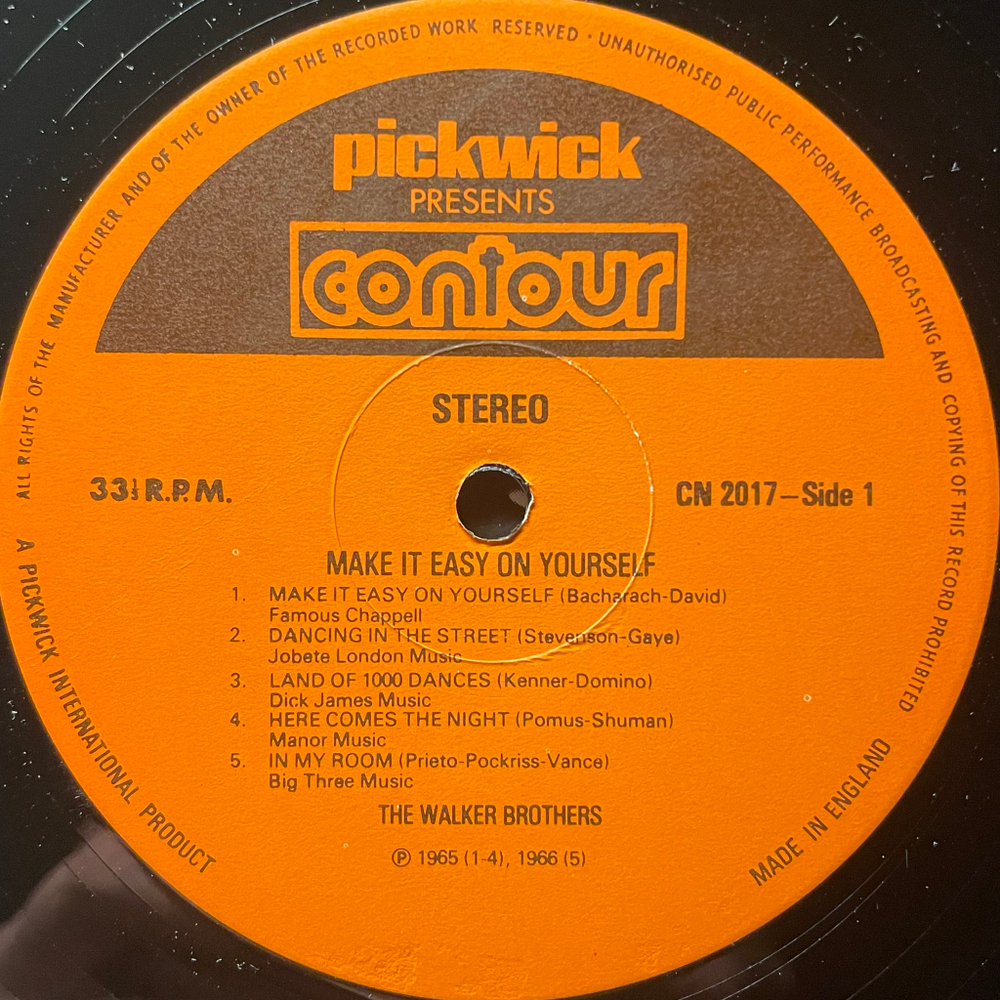 ALL RIGHTS OF THE MANUFACTURER AND OF THE OWNER OF THE RECORDED WORK RESERVED · UNAUTHORISED PUBLIC PERFORMANCE BROADCASTING AND COPYING OF THIS RECORD PROHIBITED
pickwick
PRESENTS
contour
STEREO
33⅓ R.P.M.
CN 2017–Side 1
MAKE IT EASY ON YOURSELF
1. MAKE IT EASY ON YOURSELF (Bacharach-David)
Famous Chappell
2. DANCING IN THE STREET (Stevenson-Gaye)
Jobete London Music
3. LAND OF 1000 DANCES (Kenner-Domino)
Dick James Music
4. HERE COMES THE NIGHT (Pomus-Shuman)
Manor Music
5. IN MY ROOM (Prieto-Pockriss-Vance)
Big Three Music
THE WALKER BROTHERS
℗ 1965 (1-4), 1966 (5)
A PICKWICK INTERNATIONAL PRODUCT
MADE IN ENGLAND